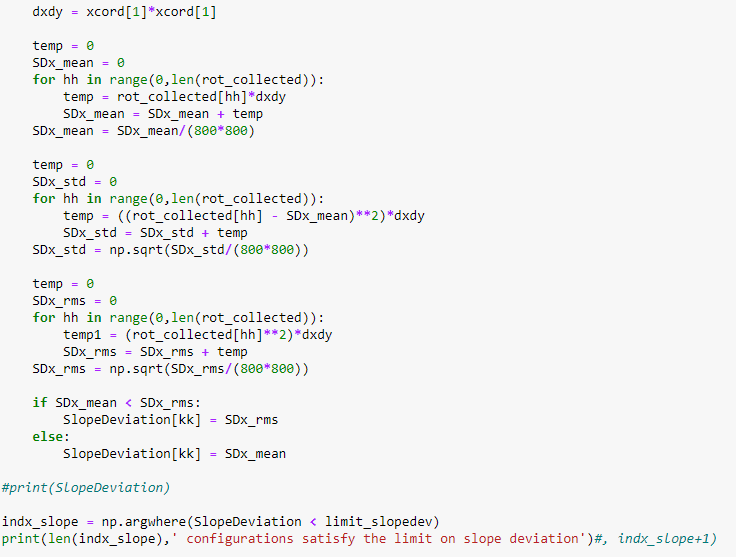 dxdy = xcord[1]*xcord[1]

    temp = 0
    SDx_mean = 0
    for hh in range(0,len(rot_collected)):
        temp = rot_collected[hh]*dxdy
        SDx_mean = SDx_mean + temp
    SDx_mean = SDx_mean/(800*800)

    temp = 0
    SDx_std = 0
    for hh in range(0,len(rot_collected)):
        temp = ((rot_collected[hh] - SDx_mean)**2)*dxdy
        SDx_std = SDx_std + temp
    SDx_std = np.sqrt(SDx_std/(800*800))

    temp = 0
    SDx_rms = 0
    for hh in range(0,len(rot_collected)):
        temp1 = (rot_collected[hh]**2)*dxdy
        SDx_rms = SDx_rms + temp
    SDx_rms = np.sqrt(SDx_rms/(800*800))

    if SDx_mean < SDx_rms:
        SlopeDeviation[kk] = SDx_rms
    else:
        SlopeDeviation[kk] = SDx_mean

#print(SlopeDeviation)

indx_slope = np.argwhere(SlopeDeviation < limit_slopedev)
print(len(indx_slope),' configurations satisfy the limit on slope deviation')#, indx_slope+1)